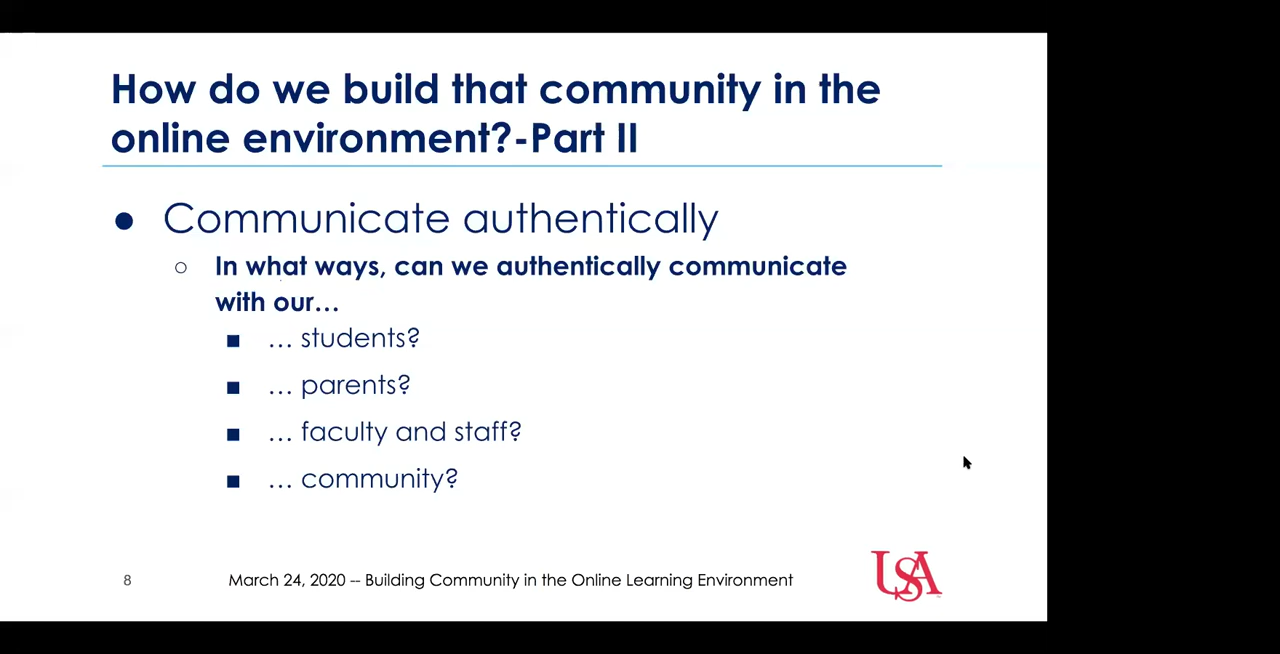 How do we build that community in the
online environment?-Part II
● Communicate authentically
○ In what ways, can we authentically communicate
with our…
■ … students?
■ … parents?
■ … faculty and staff?
■ … community?
8 March 24, 2020 -- Building Community in the Online Learning Environment
USA